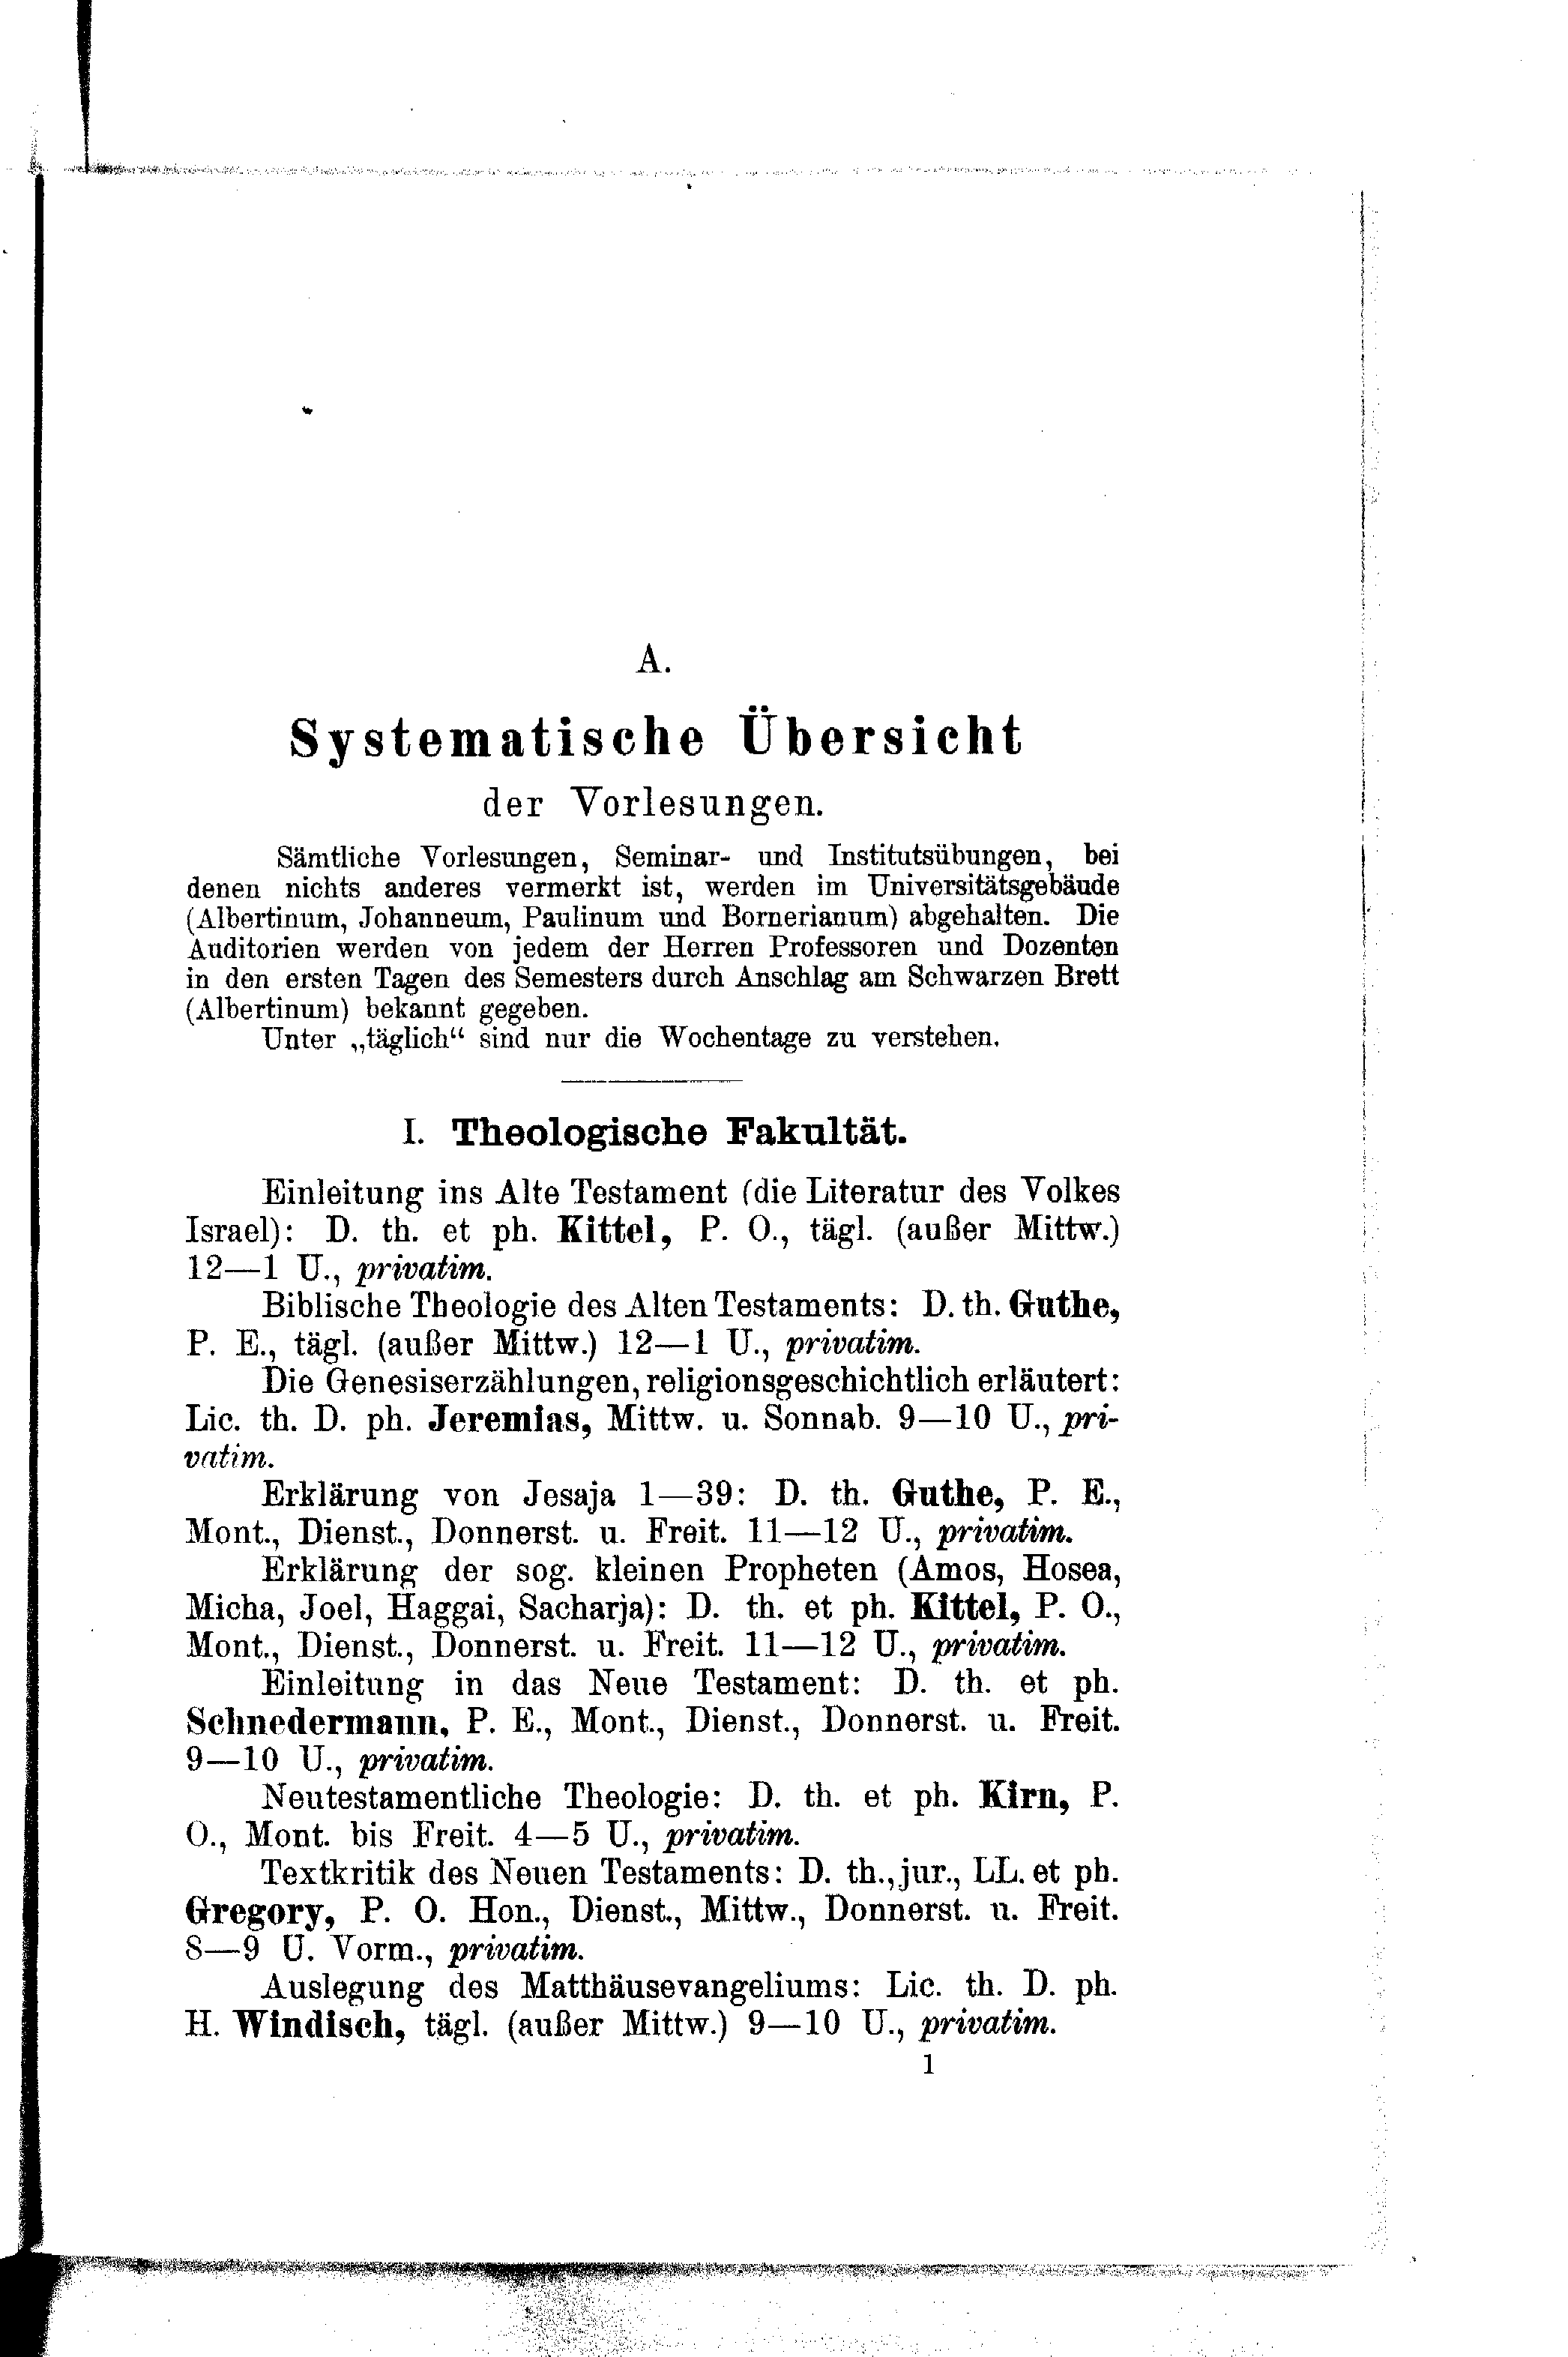 A.
Systematische Übersicht
der Vorlesungen.
Sämtliche Vorlesungen, Seminar- und Institutsübungen, bei
denen nichts anderes vermerkt ist, werden im Universitätsgebäude
(Albertinum, Johanneum, Paulinum und Bornerianum) abgehalten. Die
Auditorien werden von jedem der Herren Professoren und Dozenten
in den ersten Tagen des Semesters durch Anschlag am Schwarzen Brett
(Albertinum) bekannt gegeben.
Unter „täglich“ sind nur die Wochentage zu verstehen.
I. Theologische Fakultät.
Einleitung ins Alte Testament (die Literatur des Volkes
Israel): D. th. et ph. Kittel, P. O., tägl. (außer Mittw.)
12—1 U., privatim.
Biblische Theologie des Alten Testaments: D. th. Guthe,
P. E., tägl. (außer Mittw.) 12—1 U., privatim.
Die Genesiserzählungen, religionsgeschichtlich erläutert:
Lic. th. D. ph. Jeremias, Mittw. u. Sonnab. 9—10 U., pri-
vatim.
Erklärung von Jesaja 1—39: D. th. Guthe, P. E.,
Mont., Dienst., Donnerst. u. Freit. 11—12 U., privatim.
Erklärung der sog. kleinen Propheten (Amos, Hosea,
Micha, Joel, Haggai, Sacharja): D. th. et ph. Kittel, P. O.,
Mont., Dienst., Donnerst. u. Freit. 11—12 U., privatim.
Einleitung in das Neue Testament: D. th. et ph.
Schnedermann, P. E., Mont., Dienst., Donnerst. u. Freit.
9—10 U., privatim.
Neutestamentliche Theologie: D. th. et ph. Kirn, P.
O., Mont. bis Freit. 4—5 U., privatim.
Textkritik des Neuen Testaments: D. th., jur., LL. et ph.
Gregory, P. O. Hon., Dienst., Mittw., Donnerst. u. Freit.
8—9 U. Vorm., privatim.
Auslegung des Matthäusevangeliums: Lic. th. D. ph.
H. Windisch, tägl. (außer Mittw.) 9—10 U., privatim.
1